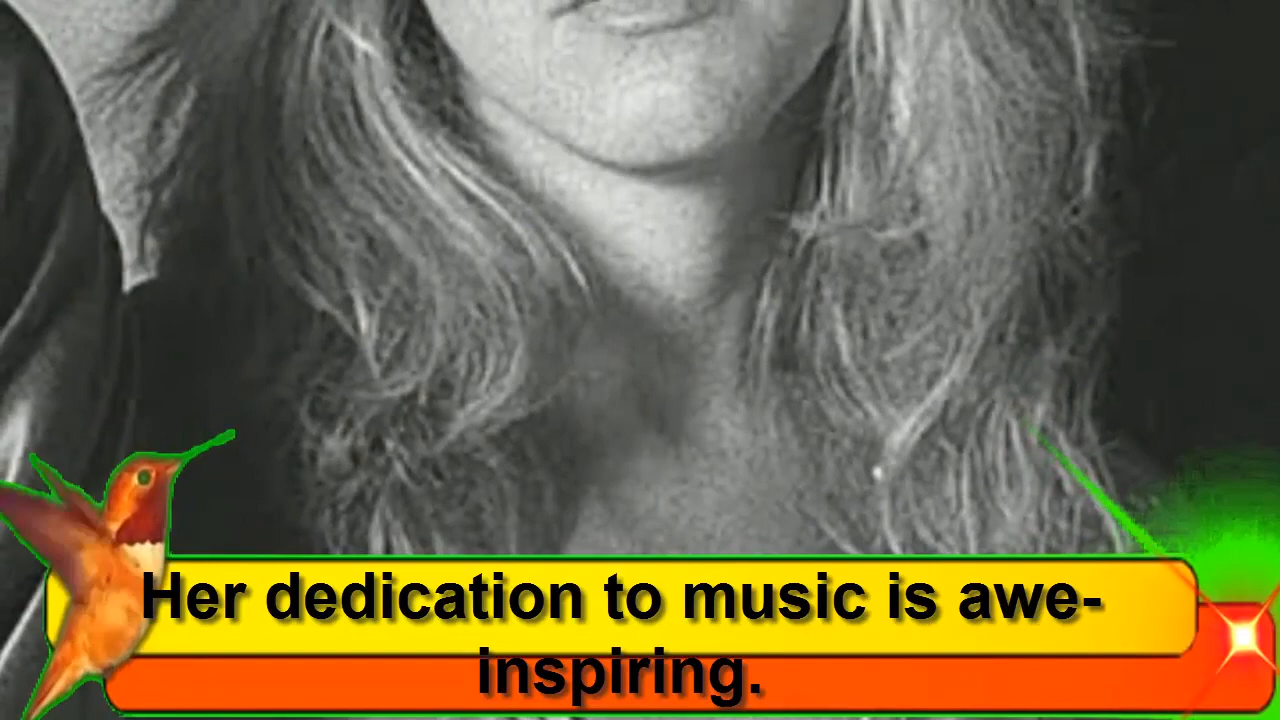 Her dedication to music is awe-
inspiring.